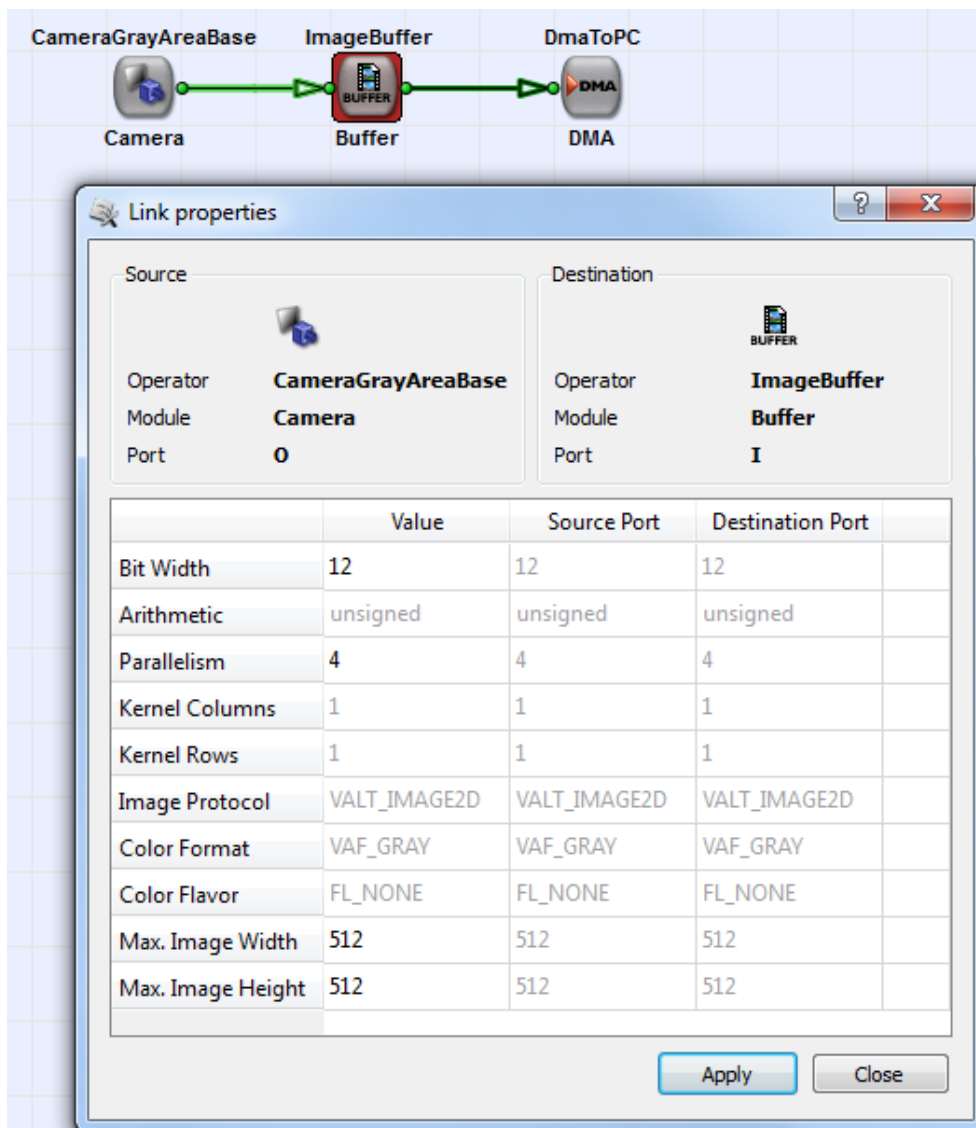 CameraGrayAreaBase ImageBuffer DmaToPC
BUFFER DMA
Camera Buffer DMA
Link properties
? X
Source Destination
BUFFER
Operator CameraGrayAreaBase Operator ImageBuffer
Module Camera Module Buffer
Port O Port I
Value Source Port Destination Port
Bit Width 12 12 12
Arithmetic unsigned unsigned unsigned
Parallelism 4 4 4
Kernel Columns 1 1 1
Kernel Rows 1 1 1
Image Protocol VALT_IMAGE2D VALT_IMAGE2D VALT_IMAGE2D
Color Format VAF_GRAY VAF_GRAY VAF_GRAY
Color Flavor FL_NONE FL_NONE FL_NONE
Max. Image Width 512 512 512
Max. Image Height 512 512 512
Apply Close